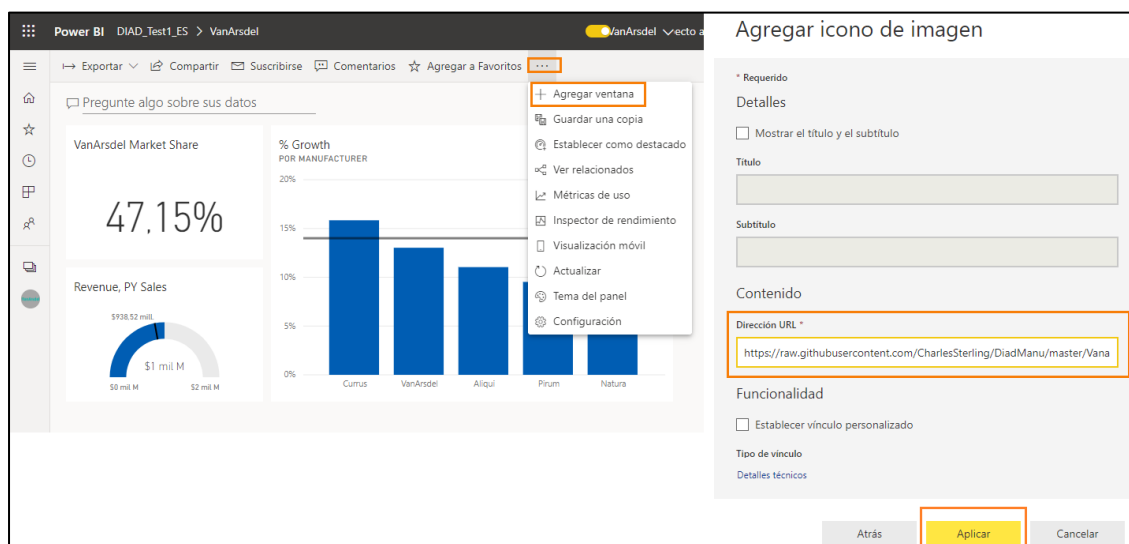 Power BI DIAD_Test1_ES > VanArsdel
VanArsdel
ecto a
Exportar Compartir Suscribirse Comentarios Agregar a Favoritos ...
Pregunte algo sobre sus datos
Agregar ventana
Guardar una copia
Establecer como destacado
Ver relacionados
Métricas de uso
Inspector de rendimiento
Visualización móvil
Actualizar
Tema del panel
Configuración
VanArsdel Market Share
47,15%
% Growth
POR MANUFACTURER
20%
15%
10%
5%
0%
Currus VanArsdel Aliqui Pirum Natura
Revenue, PY Sales
$938.52 mill.
$1 mil M
$0 mil M $2 mil M
Agregar icono de imagen
* Requerido
Detalles
Mostrar el título y el subtítulo
Título
Subtítulo
Contenido
Dirección URL *
https://raw.githubusercontent.com/CharlesSterling/DiadManu/master/Vana
Funcionalidad
Establecer vínculo personalizado
Tipo de vínculo
Detalles técnicos
Atrás Aplicar Cancelar